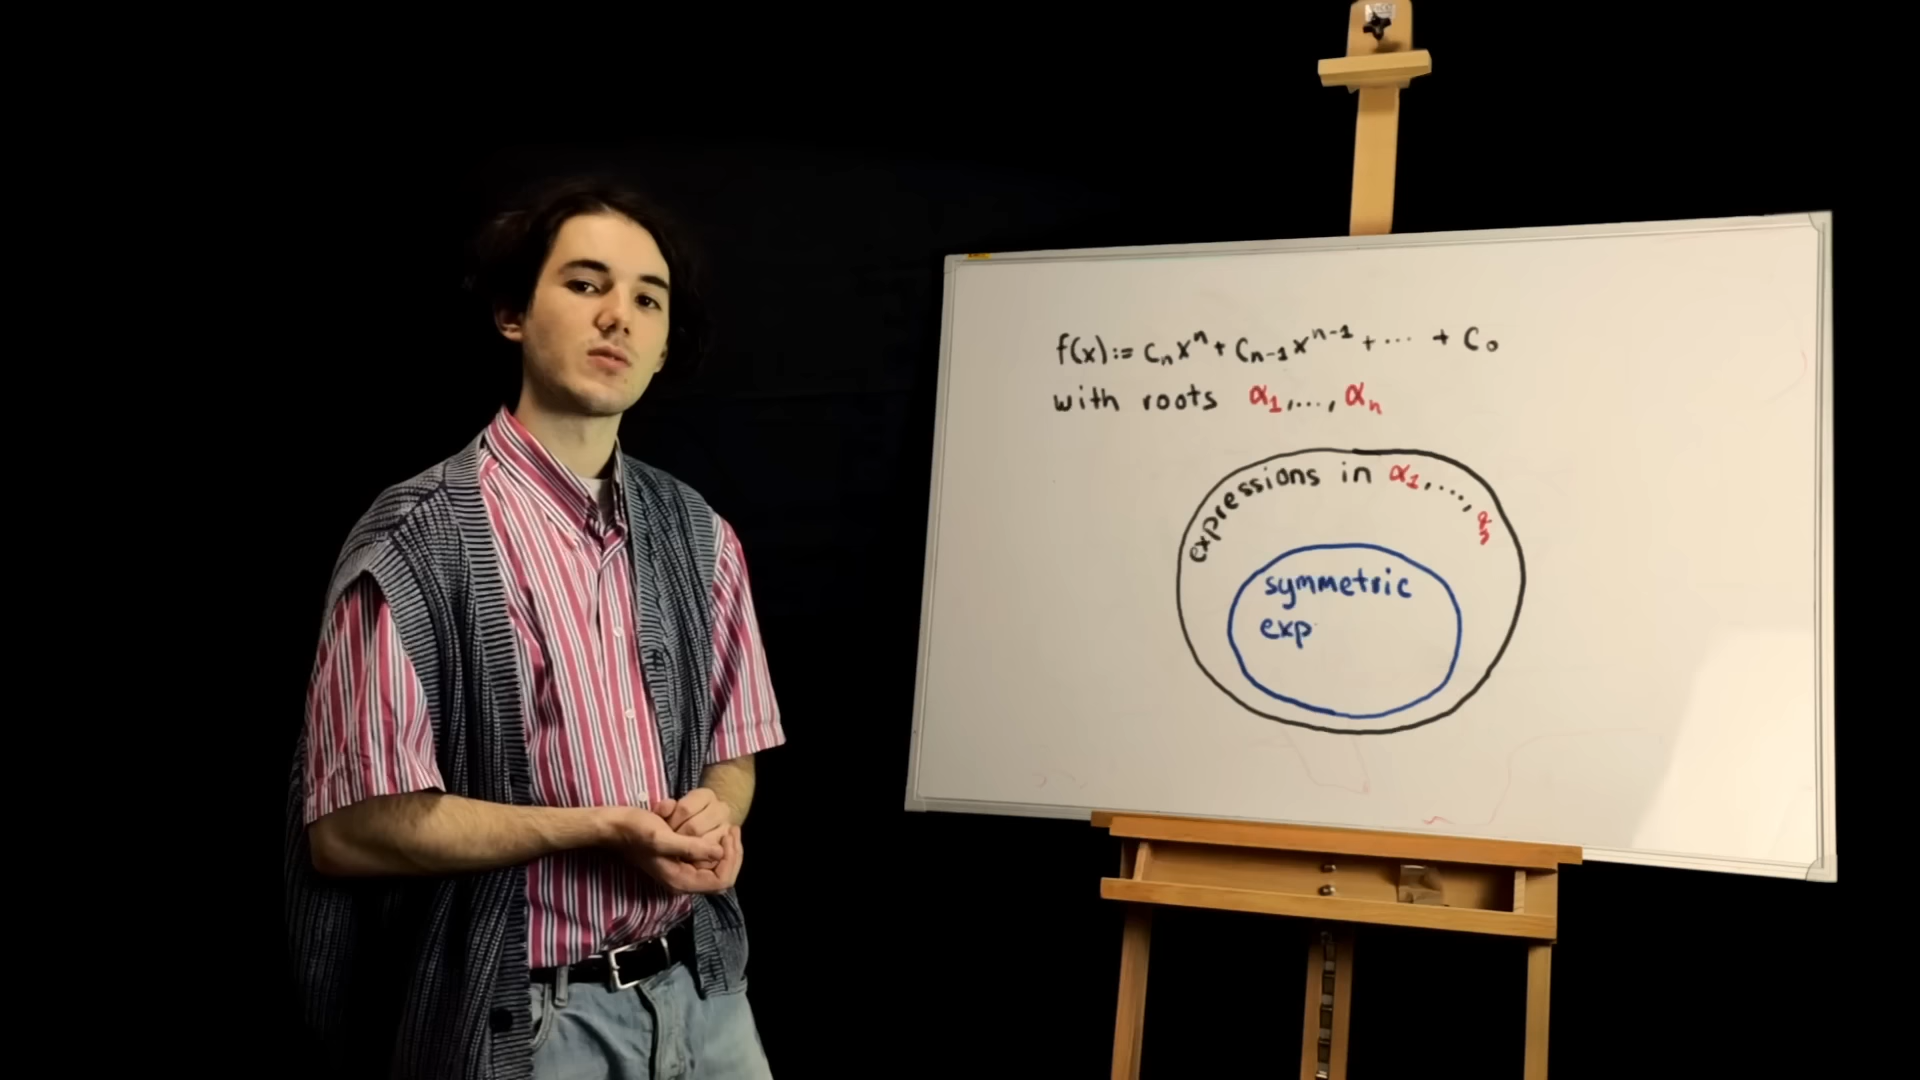 f(x) := cₙxⁿ + cₙ₋₁xⁿ⁻¹ + ··· + c₀
with roots α₁,...,αₙ
expressions in α₁,....,αₙ
symmetric
exp